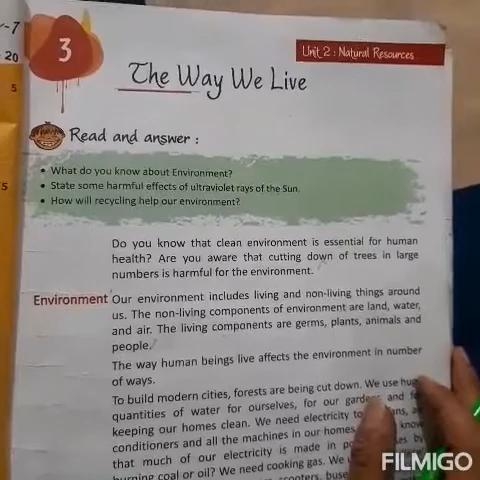 -7
20
5
5
3
Unit 2 : Natural Resources
The Way We Live
Read and answer :
• What do you know about Environment?
• State some harmful effects of ultraviolet rays of the Sun.
• How will recycling help our environment?
Do you know that clean environment is essential for human
health? Are you aware that cutting down of trees in large
numbers is harmful for the environment.
Environment Our environment includes living and non-living things around
us. The non-living components of environment are land, water,
and air. The living components are germs, plants, animals and
people.
The way human beings live affects the environment in number
of ways.
To build modern cities, forests are being cut down. We use
quantities of water for ourselves, for our and
keeping our homes clean. We need electricity
conditioners and all the machines in our homes. know
that much of our electricity is made in by
burning coal or oil? We need cooking gas. We
scooters,
FILMIGO